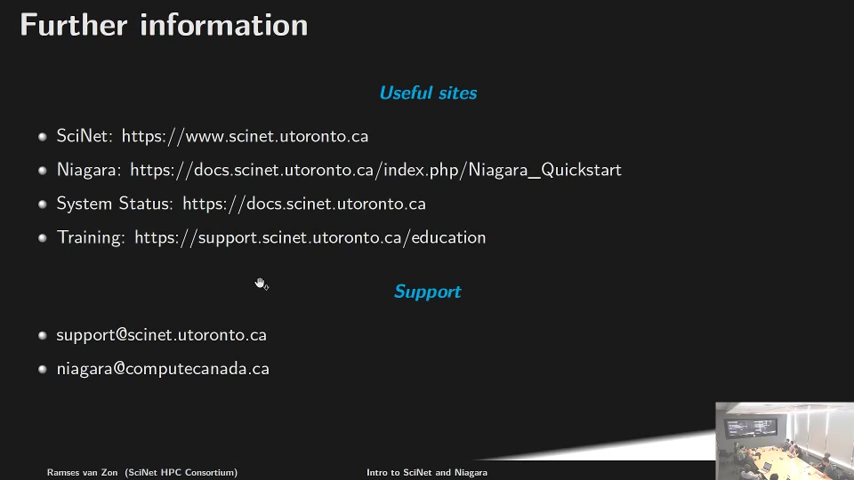 Further information
Useful sites
SciNet: https://www.scinet.utoronto.ca
Niagara: https://docs.scinet.utoronto.ca/index.php/Niagara_Quickstart
System Status: https://docs.scinet.utoronto.ca
Training: https://support.scinet.utoronto.ca/education
Support
support@scinet.utoronto.ca
niagara@computecanada.ca
Ramses van Zon (SciNet HPC Consortium) Intro to SciNet and Niagara